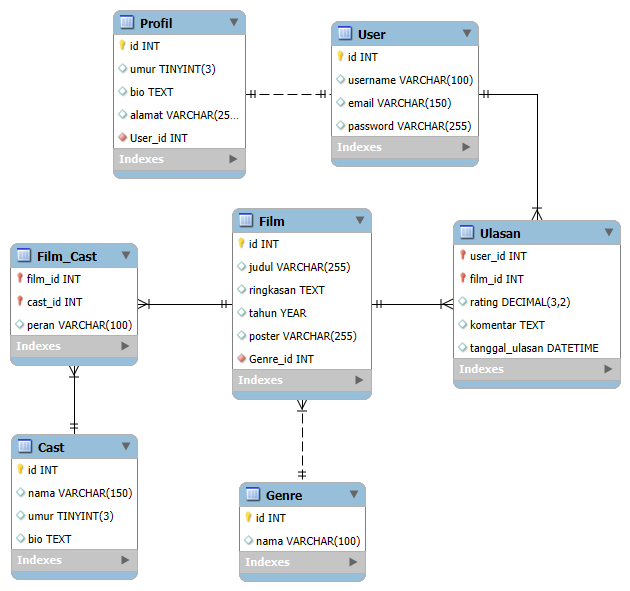 Profil
id INT
umur TINYINT(3)
bio TEXT
alamat VARCHAR(25...
User_id INT
Indexes
User
id INT
username VARCHAR(100)
email VARCHAR(150)
password VARCHAR(255)
Indexes
Film_Cast
film_id INT
cast_id INT
peran VARCHAR(100)
Indexes
Film
id INT
judul VARCHAR(255)
ringkasan TEXT
tahun YEAR
poster VARCHAR(255)
Genre_id INT
Indexes
Ulasan
user_id INT
film_id INT
rating DECIMAL(3,2)
komentar TEXT
tanggal_ulasan DATETIME
Indexes
Cast
id INT
nama VARCHAR(150)
umur TINYINT(3)
bio TEXT
Indexes
Genre
id INT
nama VARCHAR(100)
Indexes